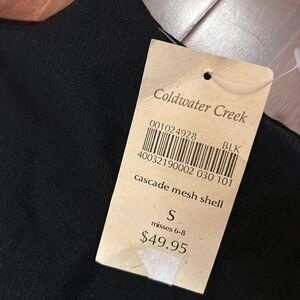 Coldwater Creek
001024928 BLK
40032190002 030 101
cascade mesh shell
S
misses 6-8
$49.95